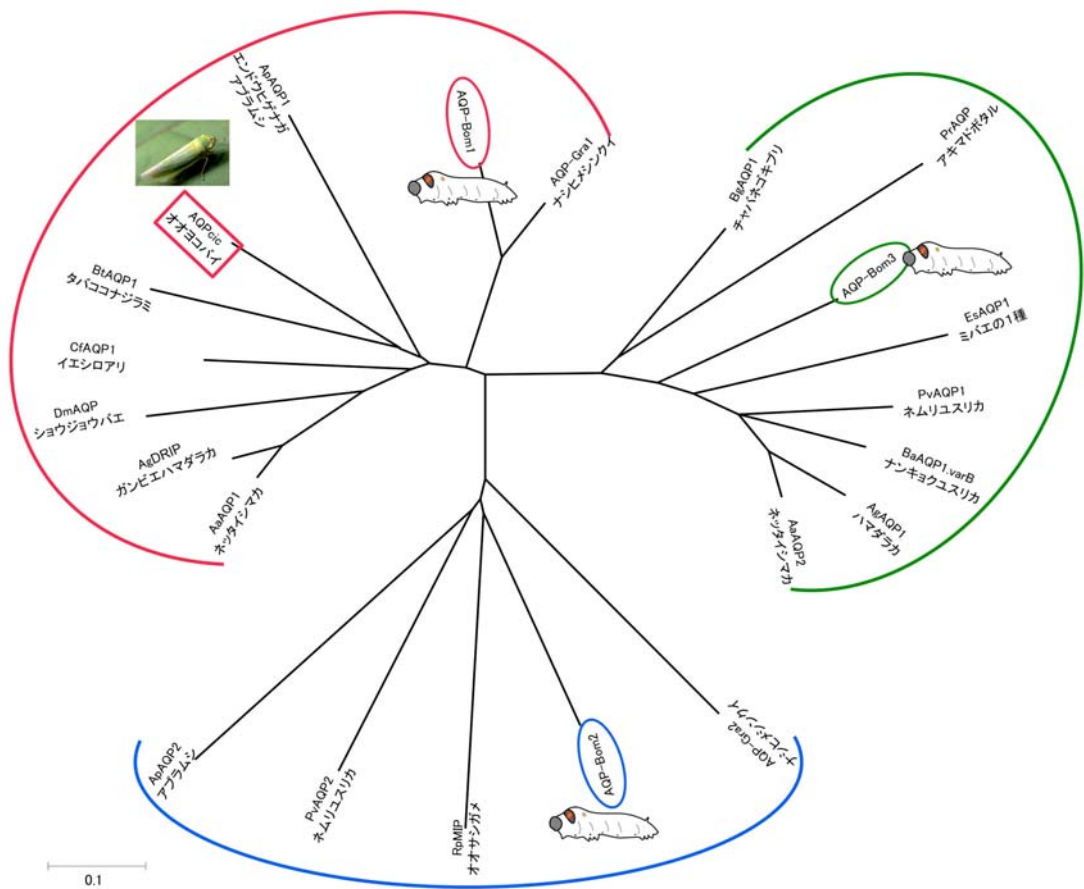 ApAQP1
エンドウヒゲナガ
アブラムシ
AQP-Bom1
AQP-Gra1
ナシヒメシンクイ
AQPcic
オオヨコバイ
BtAQP1
タバココナジラミ
CfAQP1
イエシロアリ
DmAQP
ショウジョウバエ
AgDRIP
ガンビエハマダラカ
AaAQP1
ネッタイシマカ
BgAQP1
チャバネゴキブリ
PrAQP
アキマドボタル
AQP-Bom3
EsAQP1
ミバエの1種
PvAQP1
ネムリユスリカ
BaAQP1.varB
ナンキョクユスリカ
AgAQP1
ハマダラカ
AaAQP2
ネッタイシマカ
ApAQP2
アブラムシ
PvAQP2
ネムリユスリカ
RpMIP
オオサシガメ
AQP-Bom2
AQP-Gra2
ナシヒメシンクイ
0.1